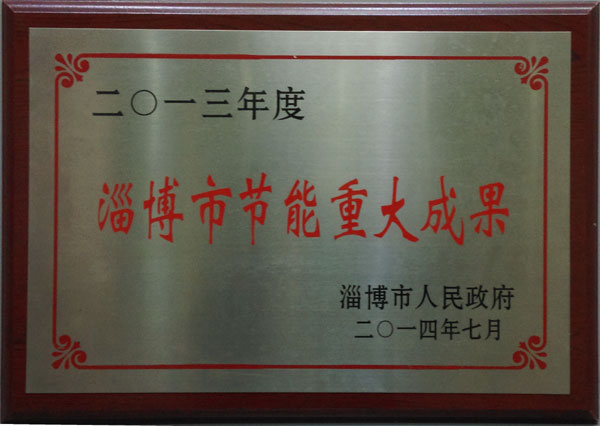 二〇一三年度
淄博市节能重大成果
淄博市人民政府
二〇一四年七月